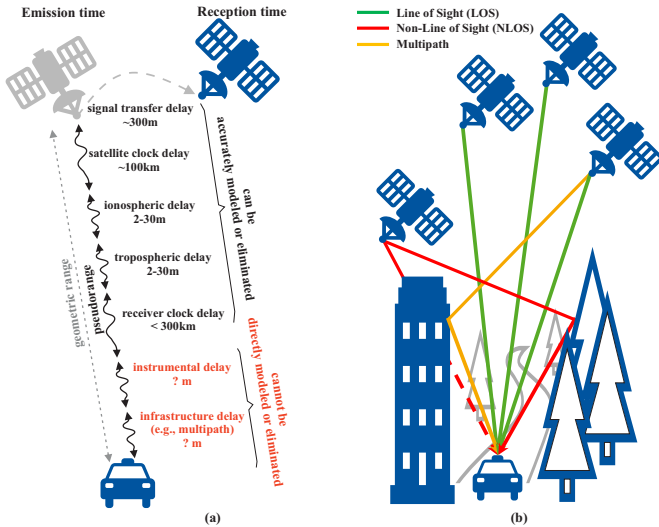 Emission time
Reception time
signal transfer delay
~300m
satellite clock delay
~100km
ionospheric delay
2-30m
tropospheric delay
2-30m
receiver clock delay
< 300km
instrumental delay
? m
infrastructure delay
(e.g., multipath)
? m
geometric range
pseudorange
can be
accurately modeled or eliminated
cannot be
directly modeled or eliminated
(a)
Line of Sight (LOS)
Non-Line of Sight (NLOS)
Multipath
(b)